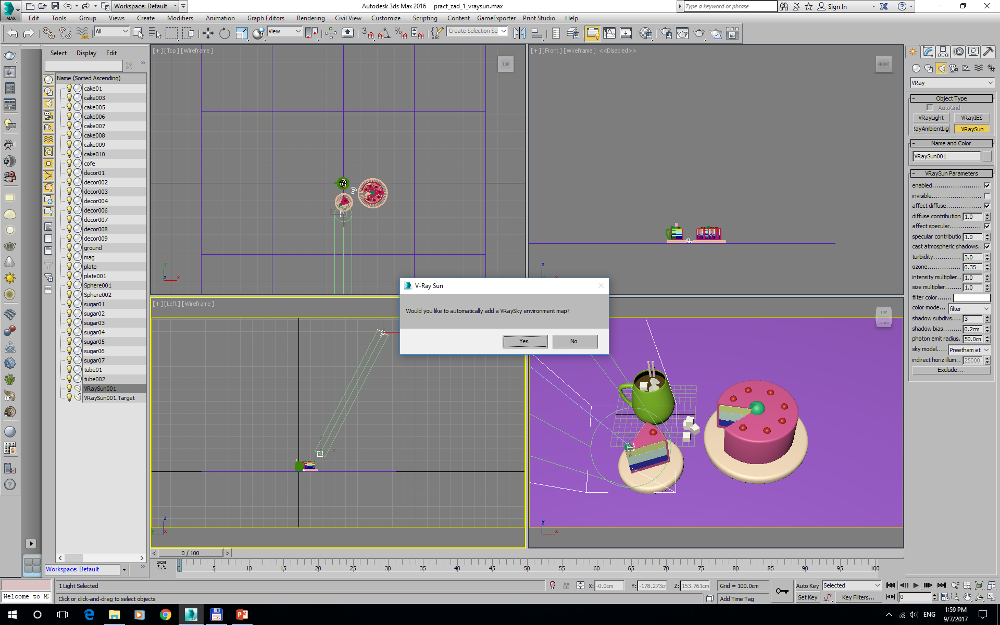 Workspace: Default
Autodesk 3ds Max 2016 pract_zad_1_vraysun.max
Type a keyword or phrase
Sign In
MAX
Edit Tools Group Views Create Modifiers Animation Graph Editors Rendering Civil View Customize Scripting Content GameExporter Print Studio Help
All
View
ABC
Create Selection Se
Select Display Edit
Name (Sorted Ascending)
cake01
cake003
cake005
cake006
cake007
cake008
cake009
cake010
cofe
decor01
decor002
decor003
decor004
decor006
decor007
decor008
decor009
ground
mag
plate
plate001
Sphere001
Sphere002
sugar01
sugar02
sugar03
sugar04
sugar05
sugar06
sugar07
tube01
tube002
VRaySun001
VRaySun001.Target
Workspace: Default
[+][Top][Wireframe]
TOP
[+][Front][Wireframe] <<Disabled>>
FRONT
[+][Left][Wireframe]
TOP
FRONT
V-Ray Sun
Would you like to automatically add a VRaySky environment map?
Yes No
VRay
Object Type
AutoGrid
VRayLight VRayIES
RayAmbientLig VRaySun
Name and Color
VRaySun001
VRaySun Parameters
enabled
invisible
affect diffuse
diffuse contribution 1.0
affect specular
specular contributio 1.0
cast atmospheric shadows..
turbidity 3.0
ozone 0.35
intensity multiplier.. 1.0
size multiplier 1.0
filter color
color mode... filter
shadow subdivs. 3
shadow bias 0.2cm
photon emit radius. 50.0cm
sky model Preetham et
indirect horiz illum.. 25000.
Exclude...
0 / 100
0 5 10 15 20 25 30 35 40 45 50 55 60 65 70 75 80 85 90 95 100
1 Light Selected
X: -0.0cm Y: -178.273cr Z: 153.761cm
Grid = 100.0cm
Auto Key Selected
Welcome to M
Click or click-and-drag to select objects
Add Time Tag
Set Key Key Filters...
0
ENG
1:59 PM
9/7/2017